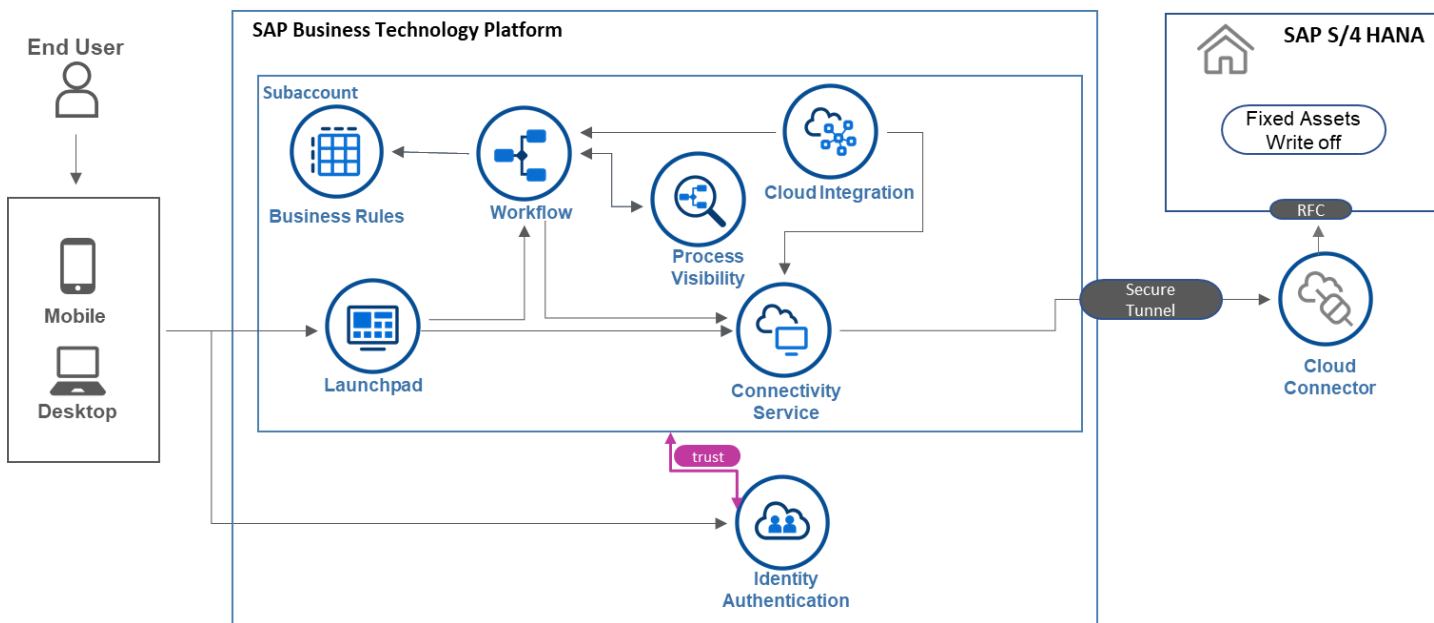 SAP Business Technology Platform
SAP S/4 HANA
End User
Subaccount
Fixed Assets
Write off
Business Rules
Workflow
Cloud Integration
RFC
Process
Visibility
Mobile
Secure
Tunnel
Desktop
Launchpad
Connectivity
Service
Cloud
Connector
trust
Identity
Authentication